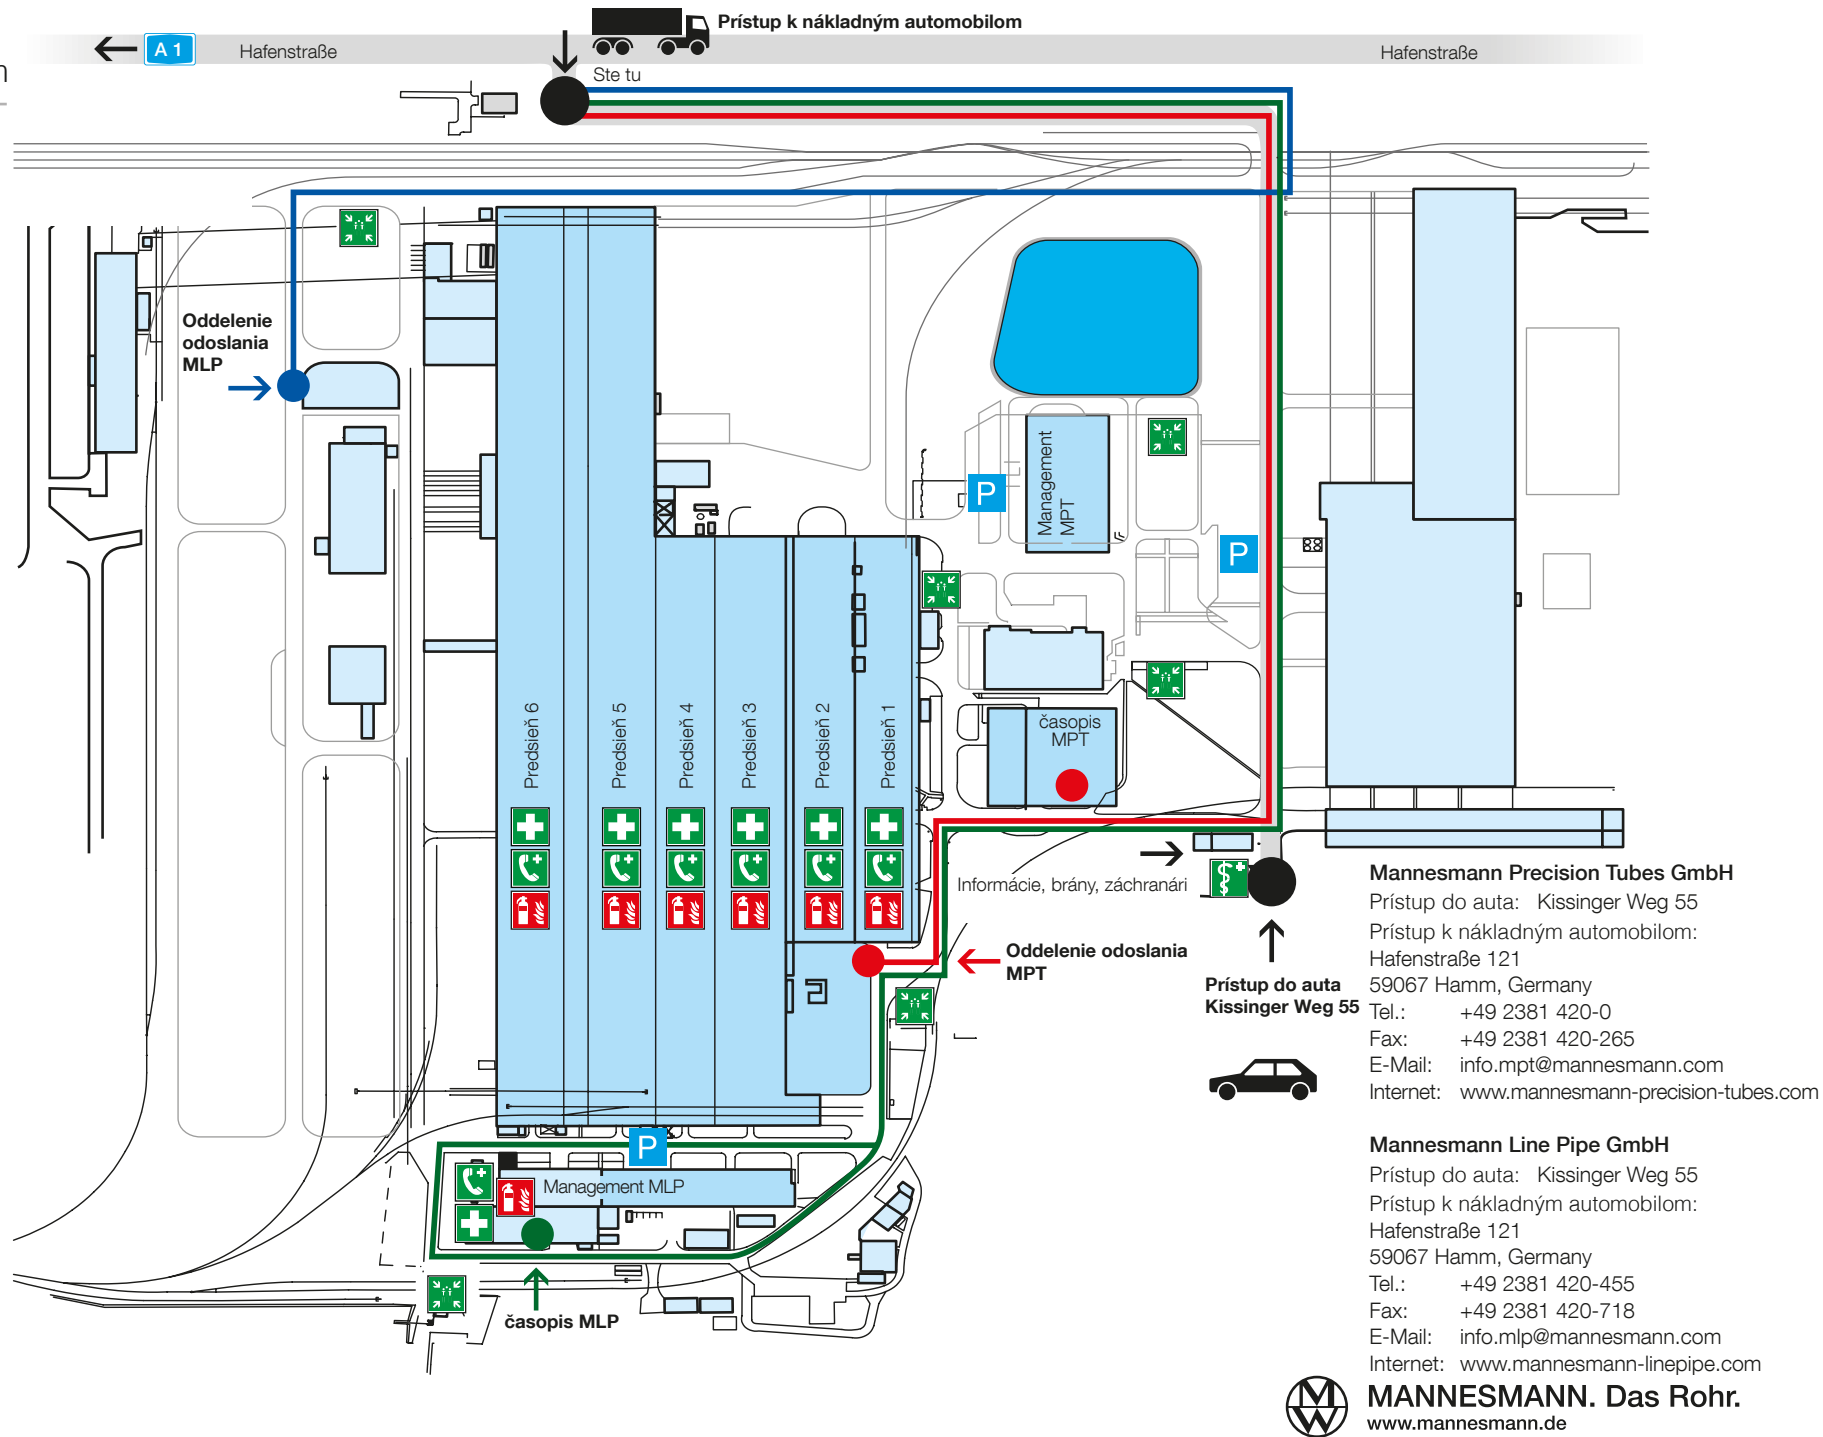 Prístup k nákladným automobilom
A 1
Hafenstraße
Hafenstraße
Ste tu
Oddelenie
odoslania
MLP
Management
MPT
P
P
Predsieň 6
Predsieň 5
Predsieň 4
Predsieň 3
Predsieň 2
Predsieň 1
časopis
MPT
Informácie, brány, záchranári
Oddelenie odoslania
MPT
Prístup do auta
Kissinger Weg 55
P
Management MLP
časopis MLP
Mannesmann Precision Tubes GmbH
Prístup do auta: Kissinger Weg 55
Prístup k nákladným automobilom:
Hafenstraße 121
59067 Hamm, Germany
Tel.: +49 2381 420-0
Fax: +49 2381 420-265
E-Mail: info.mpt@mannesmann.com
Internet: www.mannesmann-precision-tubes.com
Mannesmann Line Pipe GmbH
Prístup do auta: Kissinger Weg 55
Prístup k nákladným automobilom:
Hafenstraße 121
59067 Hamm, Germany
Tel.: +49 2381 420-455
Fax: +49 2381 420-718
E-Mail: info.mlp@mannesmann.com
Internet: www.mannesmann-linepipe.com
MW
MANNESMANN. Das Rohr.
www.mannesmann.de